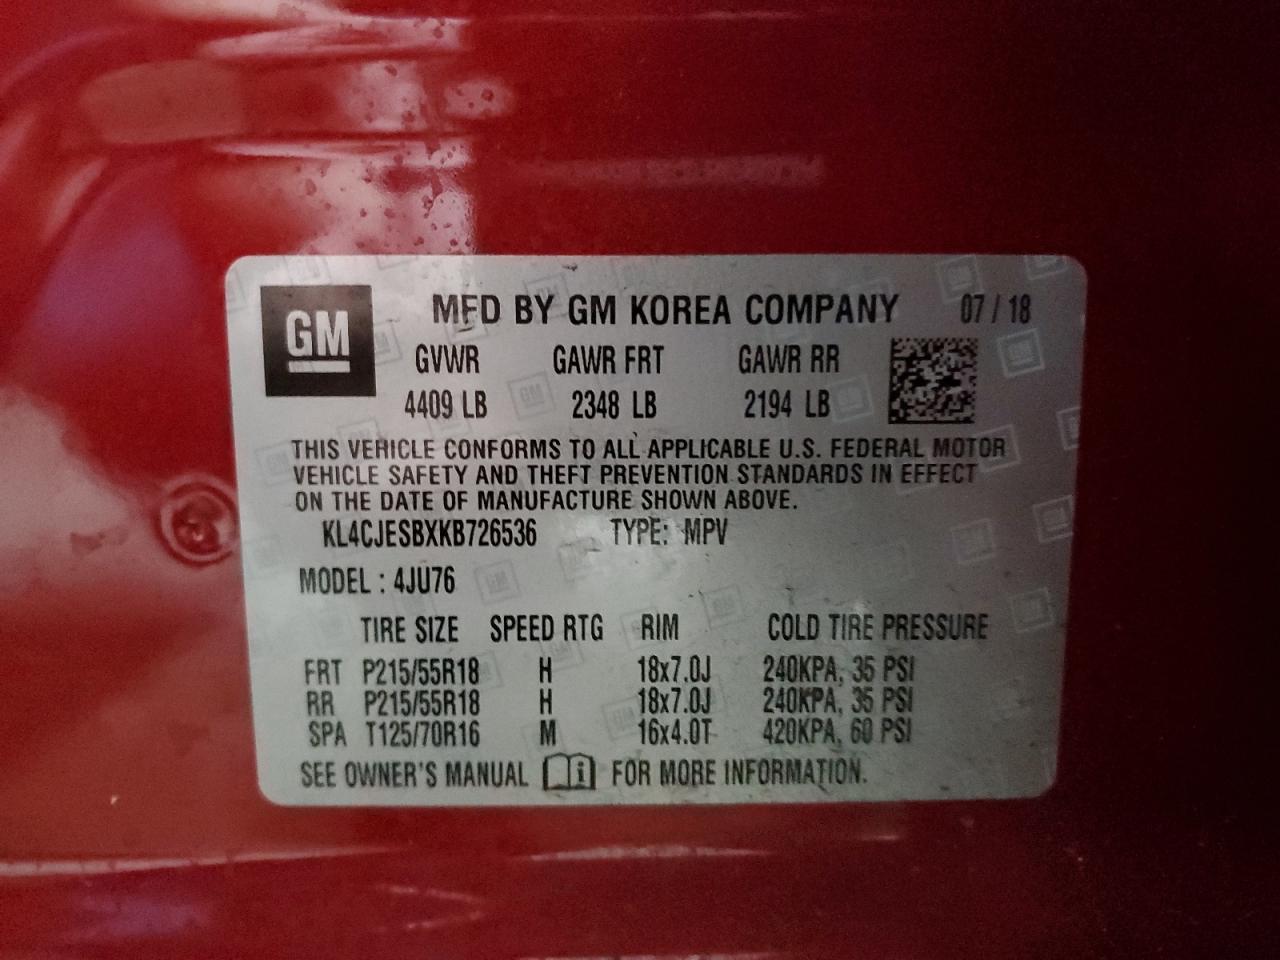 GM
MFD BY GM KOREA COMPANY 07 / 18
GVWR GAWR FRT GAWR RR
4409 LB 2348 LB 2194 LB
THIS VEHICLE CONFORMS TO ALL APPLICABLE U.S. FEDERAL MOTOR
VEHICLE SAFETY AND THEFT PREVENTION STANDARDS IN EFFECT
ON THE DATE OF MANUFACTURE SHOWN ABOVE.
KL4CJESBXKB726536 TYPE: MPV
MODEL : 4JU76
TIRE SIZE SPEED RTG RIM COLD TIRE PRESSURE
FRT P215/55R18 H 18x7.0J 240KPA, 35 PSI
RR P215/55R18 H 18x7.0J 240KPA, 35 PSI
SPA T125/70R16 M 16x4.0T 420KPA, 60 PSI
SEE OWNER'S MANUAL i FOR MORE INFORMATION.